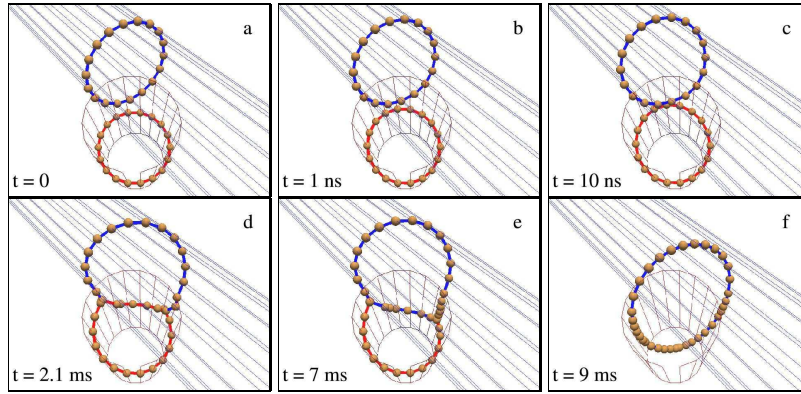 a
t = 0
b
t = 1 ns
c
t = 10 ns
d
t = 2.1 ms
e
t = 7 ms
f
t = 9 ms